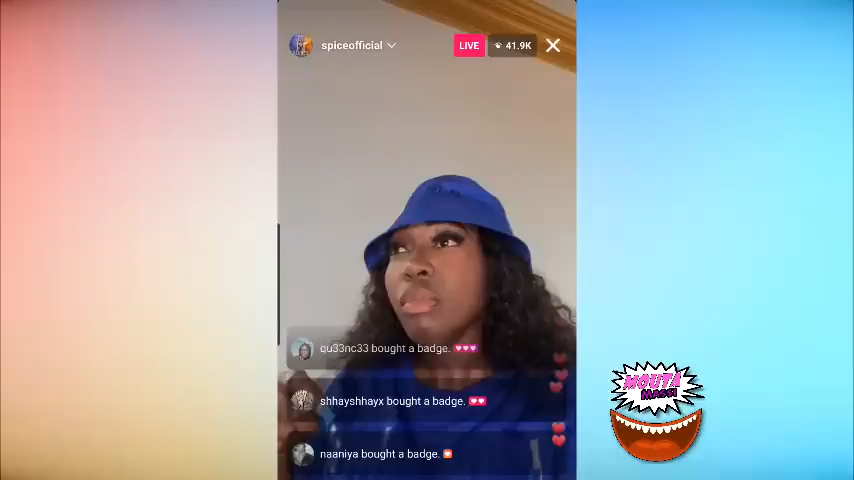 spiceofficial
LIVE
41.9K
qu33nc33 bought a badge.
shhayshhayx bought a badge.
naaniya bought a badge.
MOUTA
MASSI